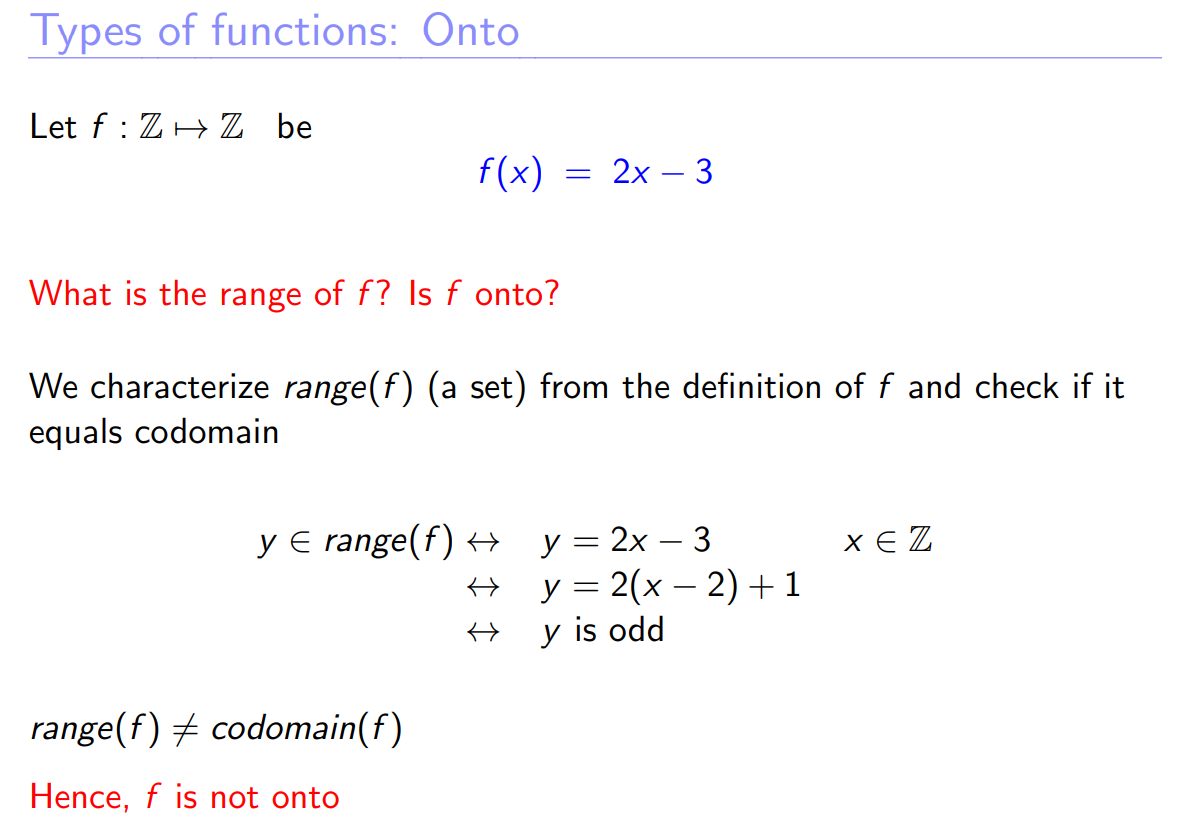 Types of functions: Onto
Let f : ℤ ↦ ℤ be
f(x) = 2x − 3
What is the range of f? Is f onto?
We characterize range(f) (a set) from the definition of f and check if it
equals codomain
y ∈ range(f) ↔ y = 2x − 3 x ∈ ℤ
↔ y = 2(x − 2) + 1
↔ y is odd
range(f) ≠ codomain(f)
Hence, f is not onto